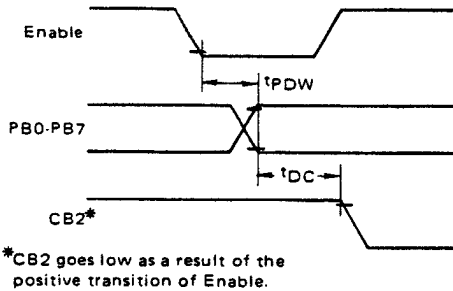 Enable
tPDW
PB0-PB7
tDC
CB2*
*CB2 goes low as a result of the
positive transition of Enable.